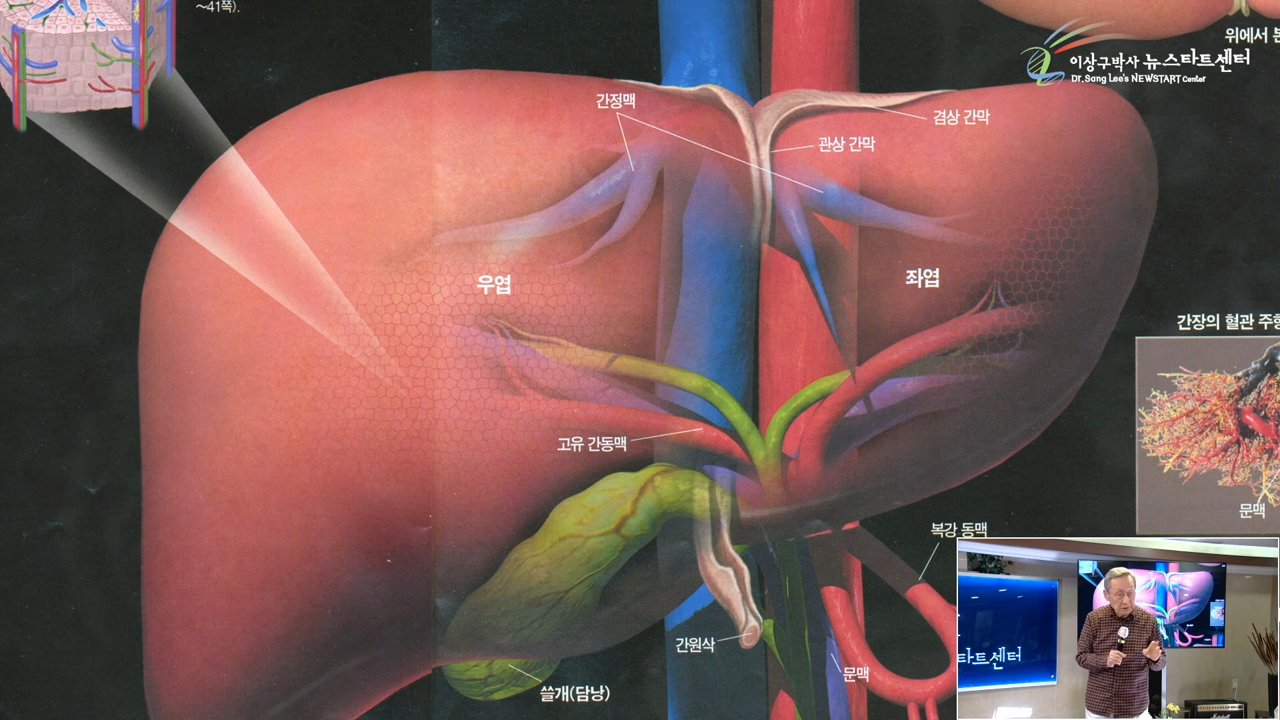 ~41쪽).
위에서 본
이상구박사 뉴스타트센터
Dr. Sang Lee's NEWSTART Center
간정맥
겸상 간막
관상 간막
우엽
좌엽
간장의 혈관 주형
고유 간동맥
문맥
복강 동맥
간원삭
문맥
쓸개(담낭)
타트센터